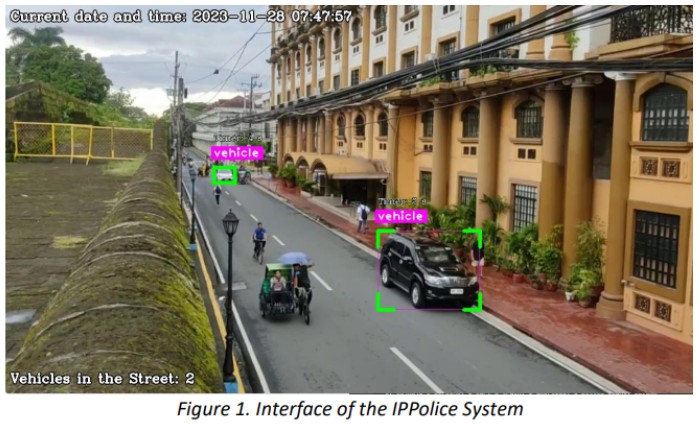 Current date and time: 2023-11-28 07:47:57
vehicle
vehicle
Vehicles in the Street: 2
Figure 1. Interface of the IPPolice System